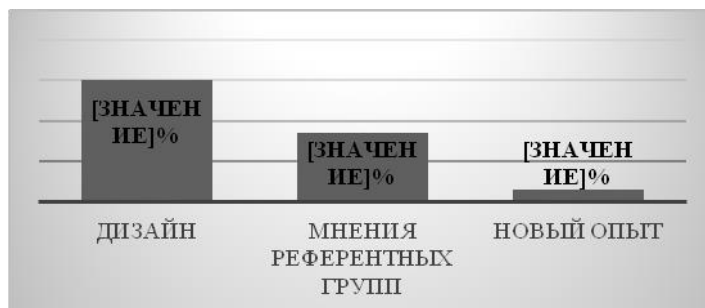 [ЗНАЧЕН
ИЕ]%
[ЗНАЧЕН
ИЕ]%
[ЗНАЧЕН
ИЕ]%
ДИЗАЙН
МНЕНИЯ
РЕФЕРЕНТНЫХ
ГРУПП
НОВЫЙ ОПЫТ